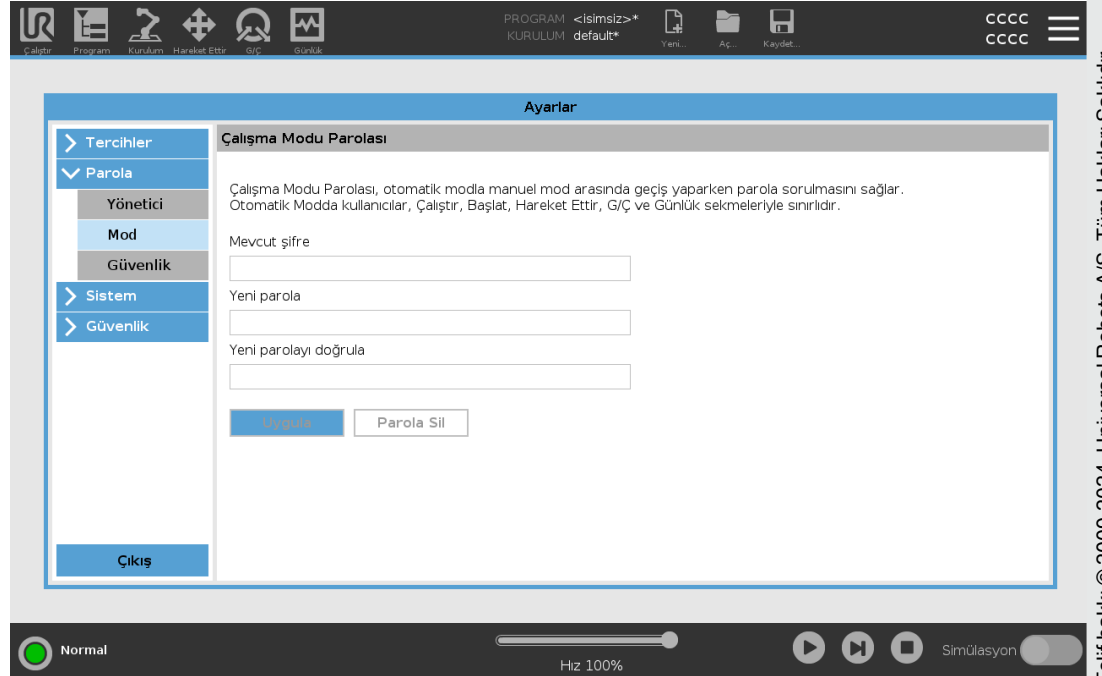 PROGRAM <isimsiz>*
KURULUM default*
Çalıştır Program Kurulum Hareket Ettir G/Ç Günlük Yeni... Aç... Kaydet...
CCCC
CCCC
Ayarlar
Tercihler
Parola
Yönetici
Mod
Güvenlik
Sistem
Güvenlik
Çıkış
Çalışma Modu Parolası
Çalışma Modu Parolası, otomatik modla manuel mod arasında geçiş yaparken parola sorulmasını sağlar.
Otomatik Modda kullanıcılar, Çalıştır, Başlat, Hareket Ettir, G/Ç ve Günlük sekmeleriyle sınırlıdır.
Mevcut şifre
Yeni parola
Yeni parolayı doğrula
Uygula Parola Sil
Normal
Hız 100%
Simülasyon